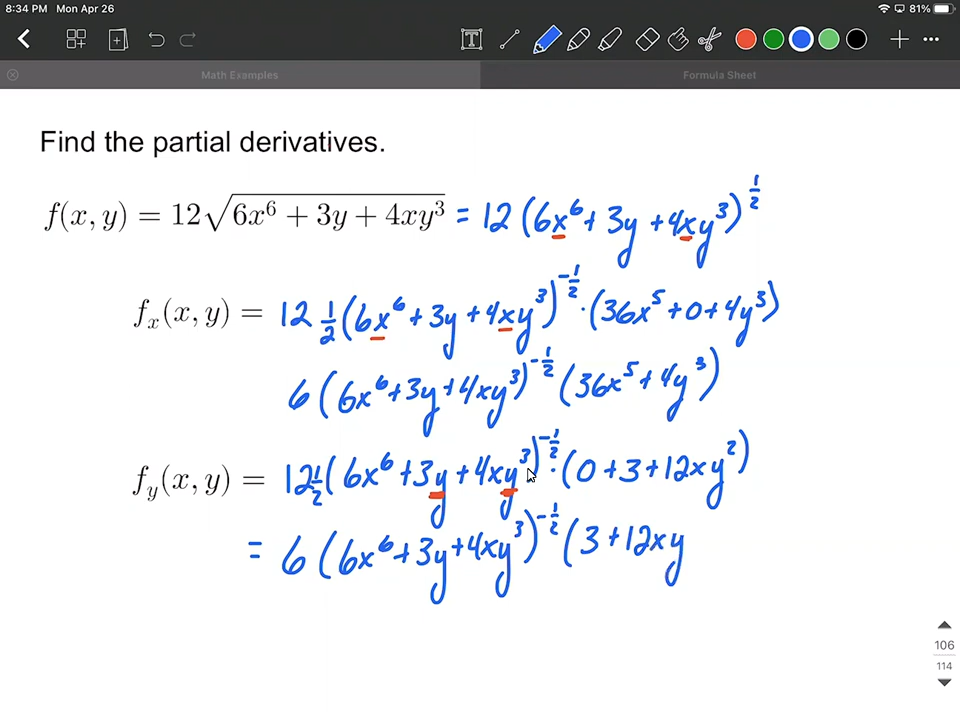 8:34 PM Mon Apr 26 81%
Math Examples Formula Sheet
Find the partial derivatives.
f(x, y) = 12√(6x⁶ + 3y + 4xy³) = 12 (6x⁶ + 3y + 4xy³)^(1/2)
fₓ(x, y) = 12 1/2 (6x⁶ + 3y + 4xy³)^(-1/2) · (36x⁵ + 0 + 4y³)
6 (6x⁶ + 3y + 4xy³)^(-1/2) (36x⁵ + 4y³)
f_y(x, y) = 12 1/2 (6x⁶ + 3y + 4xy³)^(-1/2) · (0 + 3 + 12xy²)
= 6 (6x⁶ + 3y + 4xy³)^(-1/2) (3 + 12xy
106
114